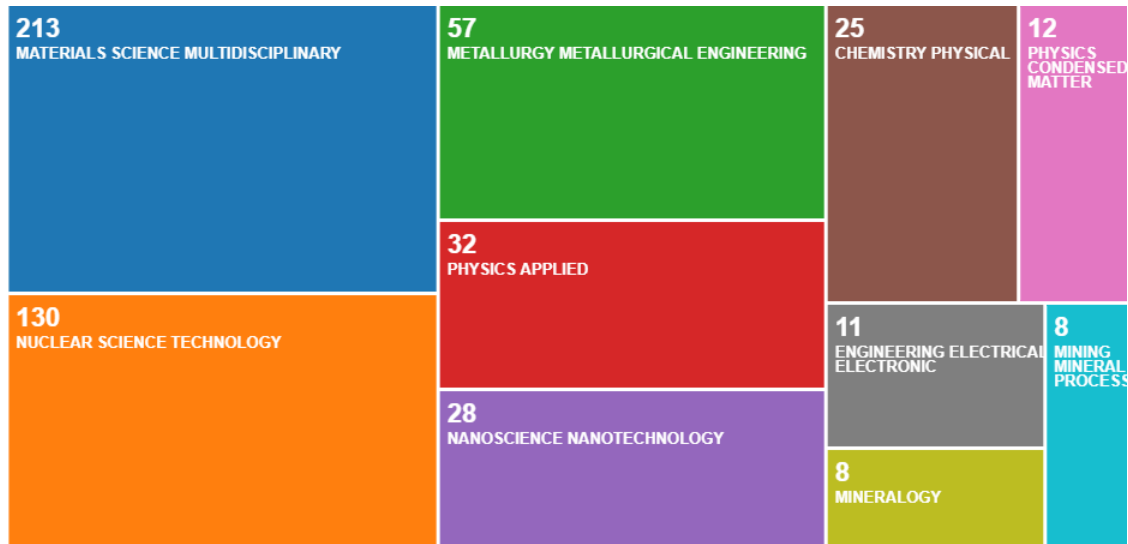 213
MATERIALS SCIENCE MULTIDISCIPLINARY
57
METALLURGY METALLURGICAL ENGINEERING
25
CHEMISTRY PHYSICAL
12
PHYSICS
CONDENSED
MATTER
32
PHYSICS APPLIED
130
NUCLEAR SCIENCE TECHNOLOGY
11
ENGINEERING ELECTRICAL
ELECTRONIC
8
MINING
MINERAL
PROCESS
28
NANOSCIENCE NANOTECHNOLOGY
8
MINERALOGY